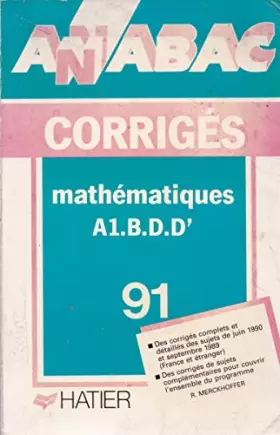 ANNABAC
CORRIGÉS
mathématiques
A1.B.D.D'
91
• Des corrigés complets et
détaillés des sujets de juin 1990
et septembre 1989
(France et étranger)
• Des corrigés de sujets
complémentaires pour couvrir
l'ensemble du programme
R. MERCKHOFFER
HATIER